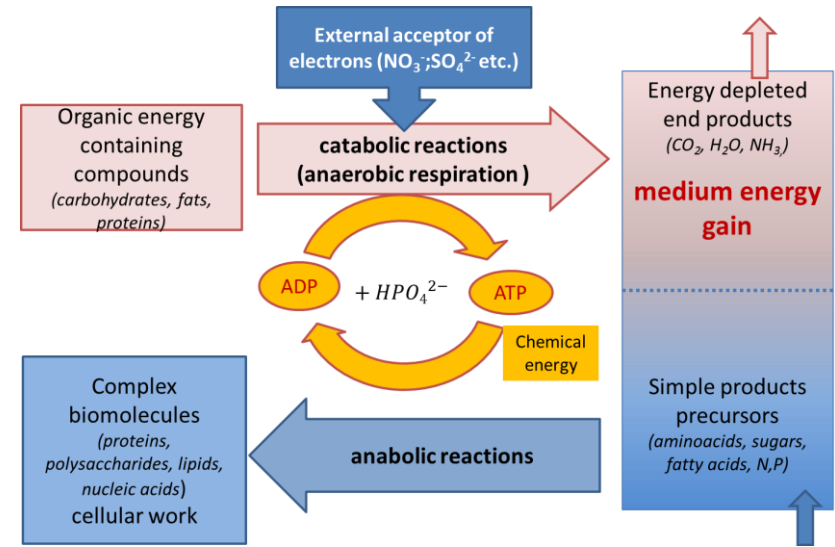 External acceptor of
electrons (NO₃⁻;SO₄²⁻ etc.)
Organic energy
containing
compounds
(carbohydrates, fats,
proteins)
catabolic reactions
(anaerobic respiration )
Energy depleted
end products
(CO₂, H₂O, NH₃,)
medium energy
gain
ADP
+ HPO₄²⁻
ATP
Chemical
energy
Complex
biomolecules
(proteins,
polysaccharides, lipids,
nucleic acids)
cellular work
anabolic reactions
Simple products
precursors
(aminoacids, sugars,
fatty acids, N,P)